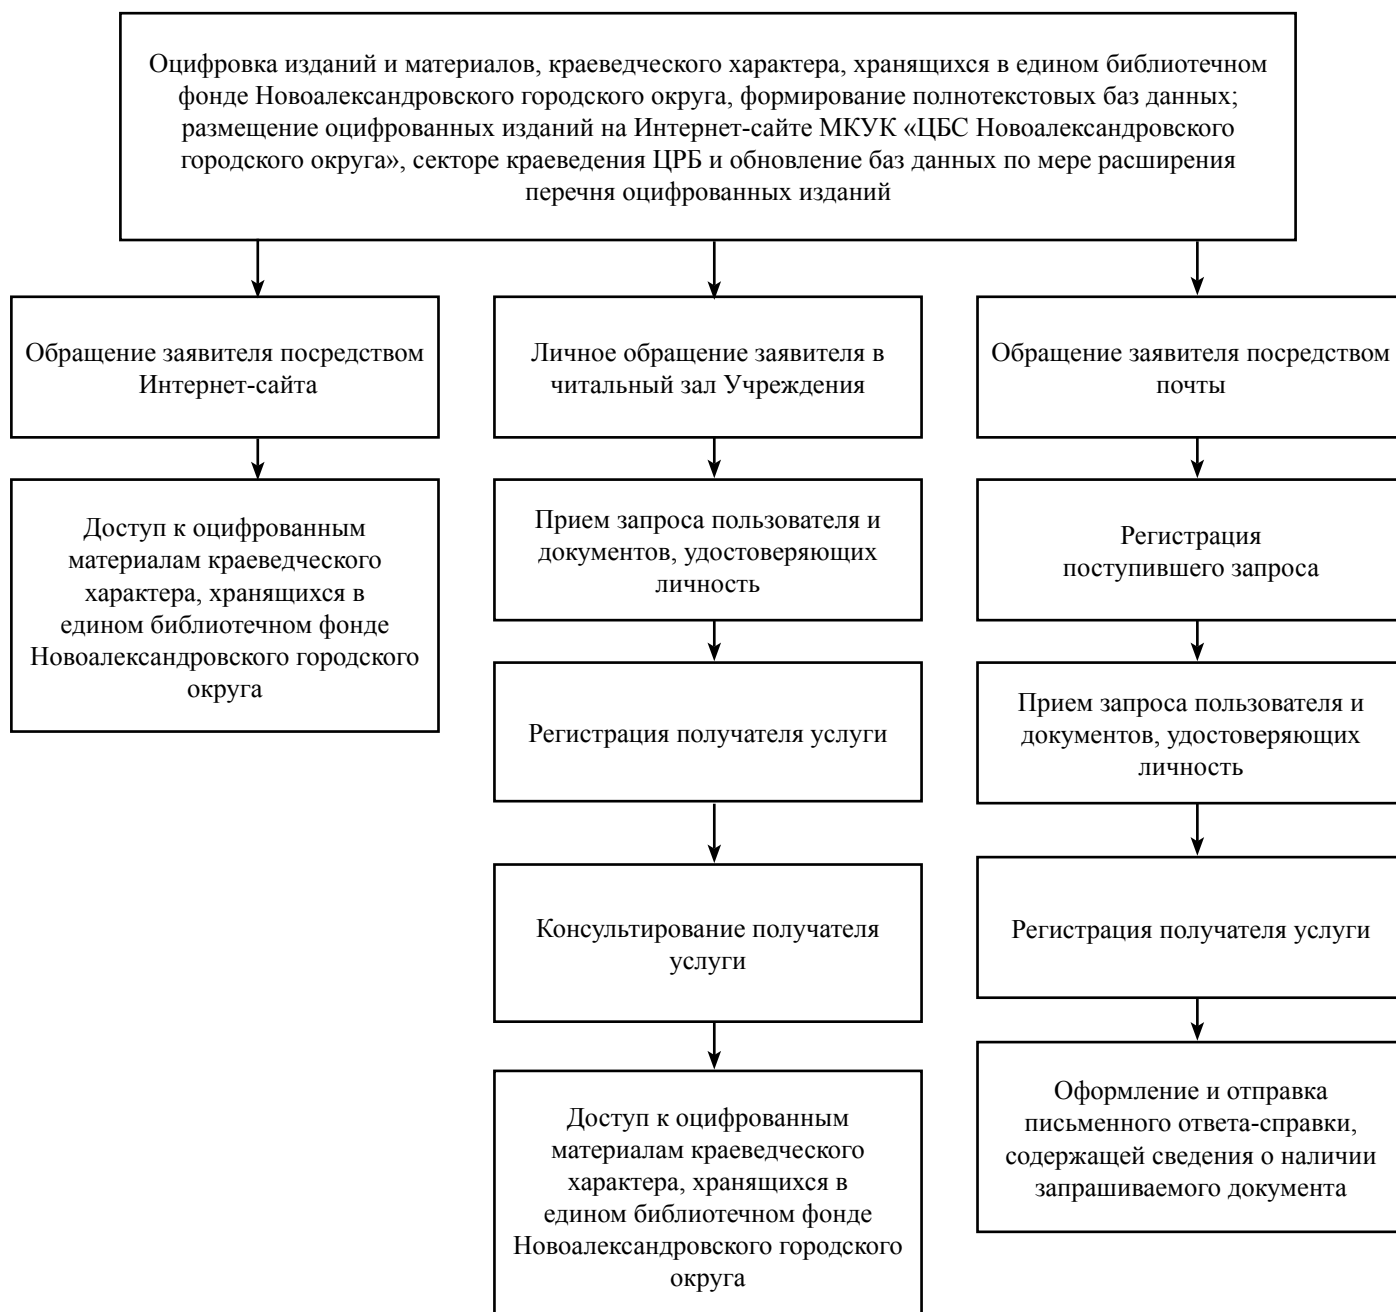 Оцифровка изданий и материалов, краеведческого характера, хранящихся в едином библиотечном
фонде Новоалександровского городского округа, формирование полнотекстовых баз данных;
размещение оцифрованных изданий на Интернет-сайте МКУК «ЦБС Новоалександровского
городского округа», секторе краеведения ЦРБ и обновление баз данных по мере расширения
перечня оцифрованных изданий
Обращение заявителя посредством
Интернет-сайта
Доступ к оцифрованным
материалам краеведческого
характера, хранящихся в
едином библиотечном фонде
Новоалександровского городского
округа
Личное обращение заявителя в
читальный зал Учреждения
Прием запроса пользователя и
документов, удостоверяющих
личность
Регистрация получателя услуги
Консультирование получателя
услуги
Доступ к оцифрованным
материалам краеведческого
характера, хранящихся в
едином библиотечном фонде
Новоалександровского городского
округа
Обращение заявителя посредством
почты
Регистрация
поступившего запроса
Прием запроса пользователя и
документов, удостоверяющих
личность
Регистрация получателя услуги
Оформление и отправка
письменного ответа-справки,
содержащей сведения о наличии
запрашиваемого документа